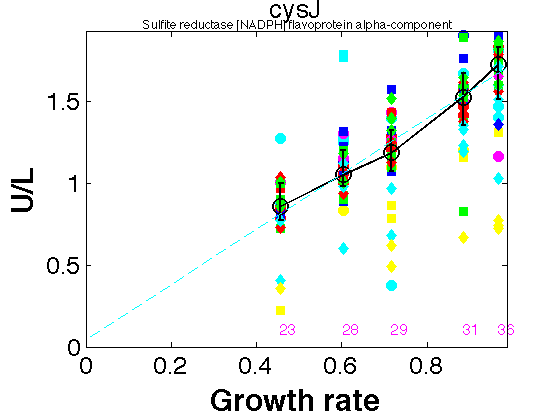 cysJ
Sulfite reductase [NADPH] flavoprotein alpha-component
U/L
1.5
1
0.5
0
23 28 29 31 36
0 0.2 0.4 0.6 0.8
Growth rate